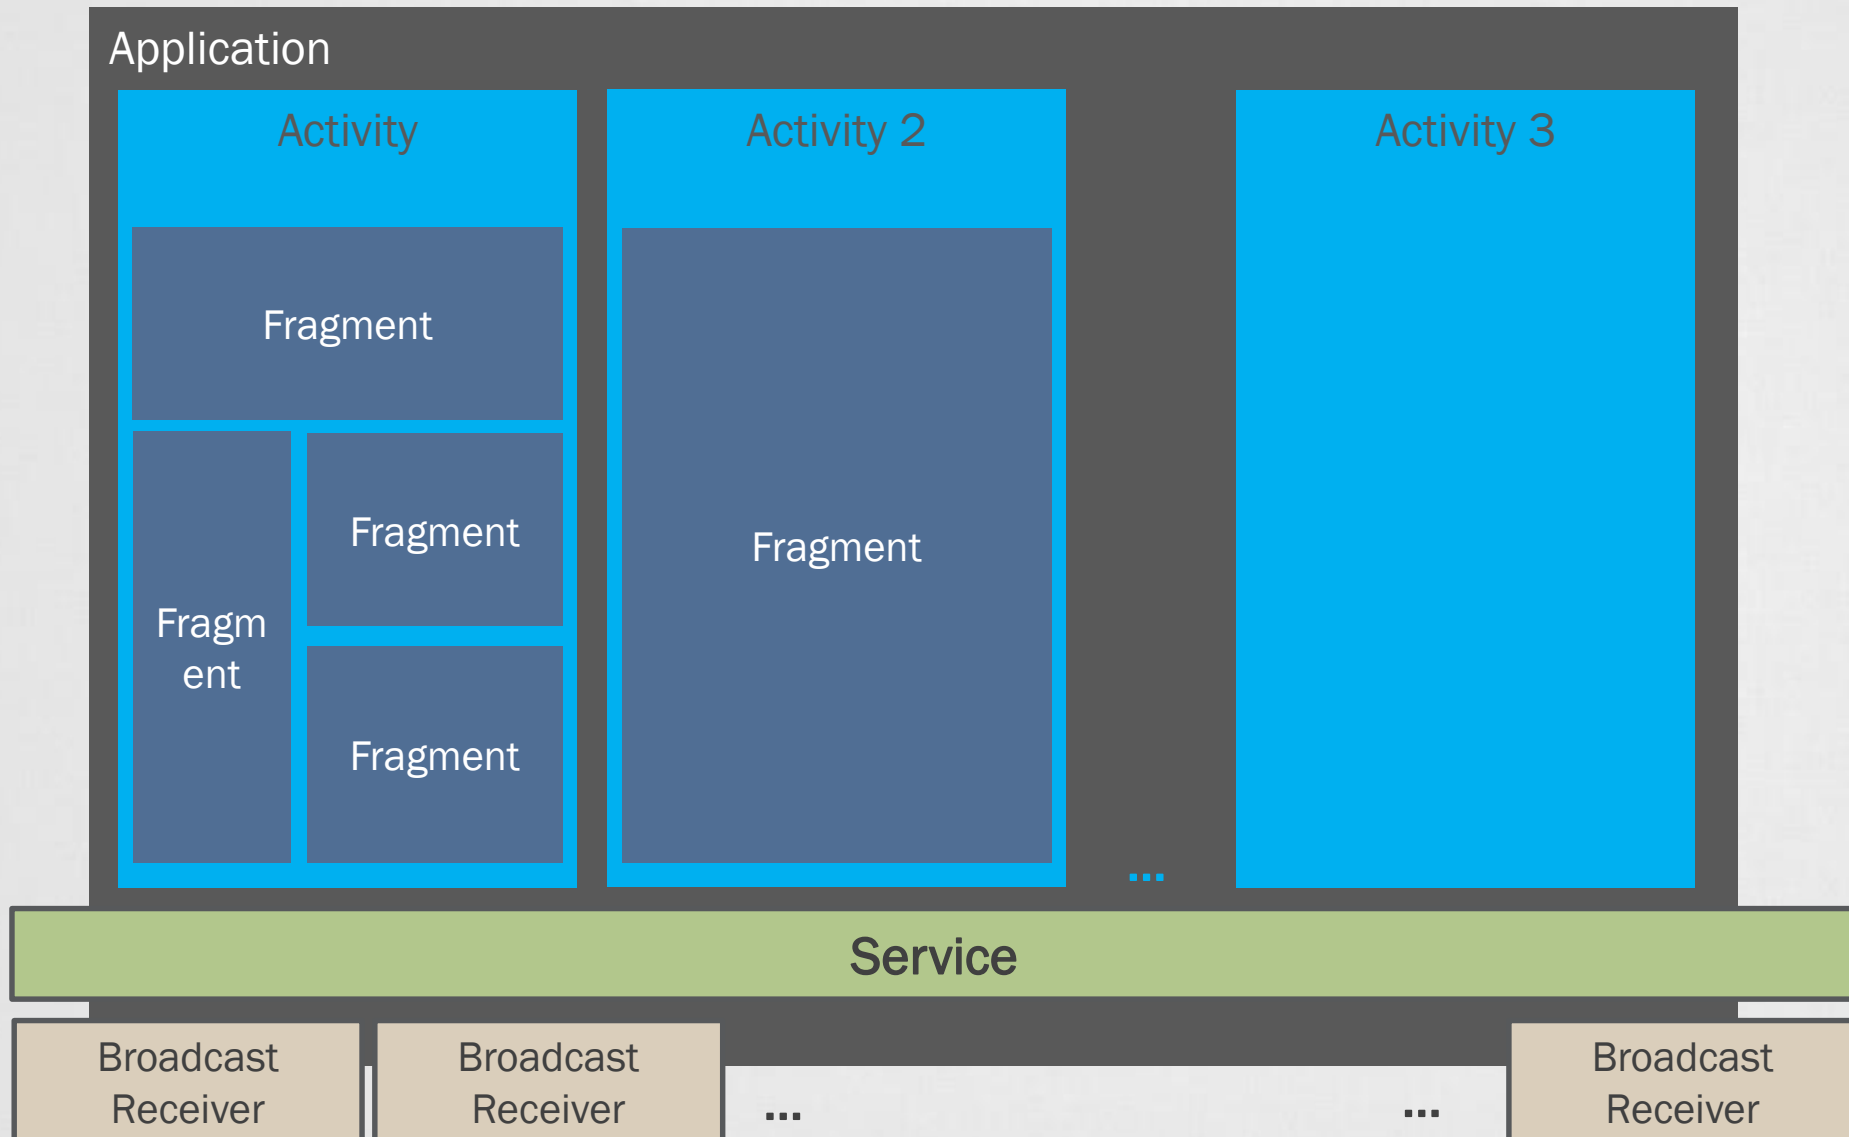 Application
Activity
Activity 2
Activity 3
Fragment
Fragment
Fragm
ent
Fragment
Fragment
...
Service
Broadcast
Receiver
Broadcast
Receiver
...
...
Broadcast
Receiver